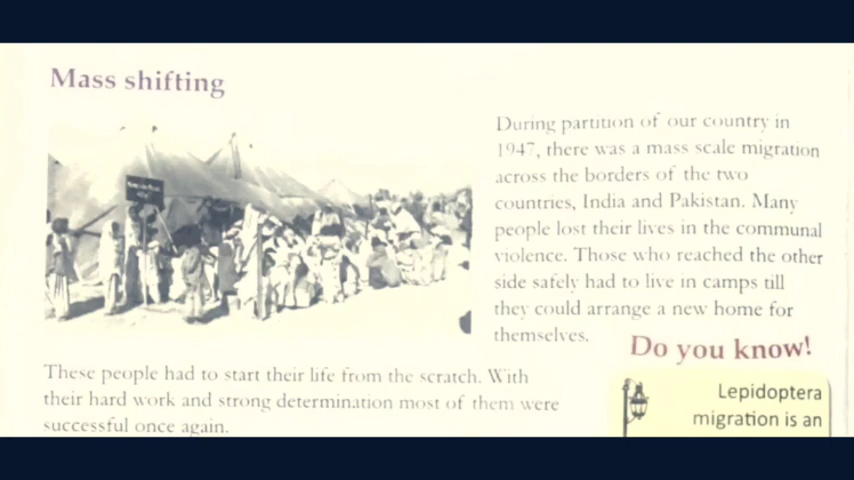 Mass shifting
During partition of our country in
1947, there was a mass scale migration
across the borders of the two
countries, India and Pakistan. Many
people lost their lives in the communal
violence. Those who reached the other
side safely had to live in camps till
they could arrange a new home for
themselves.
These people had to start their life from the scratch. With
their hard work and strong determination most of them were
successful once again.
Do you know!
Lepidoptera
migration is an